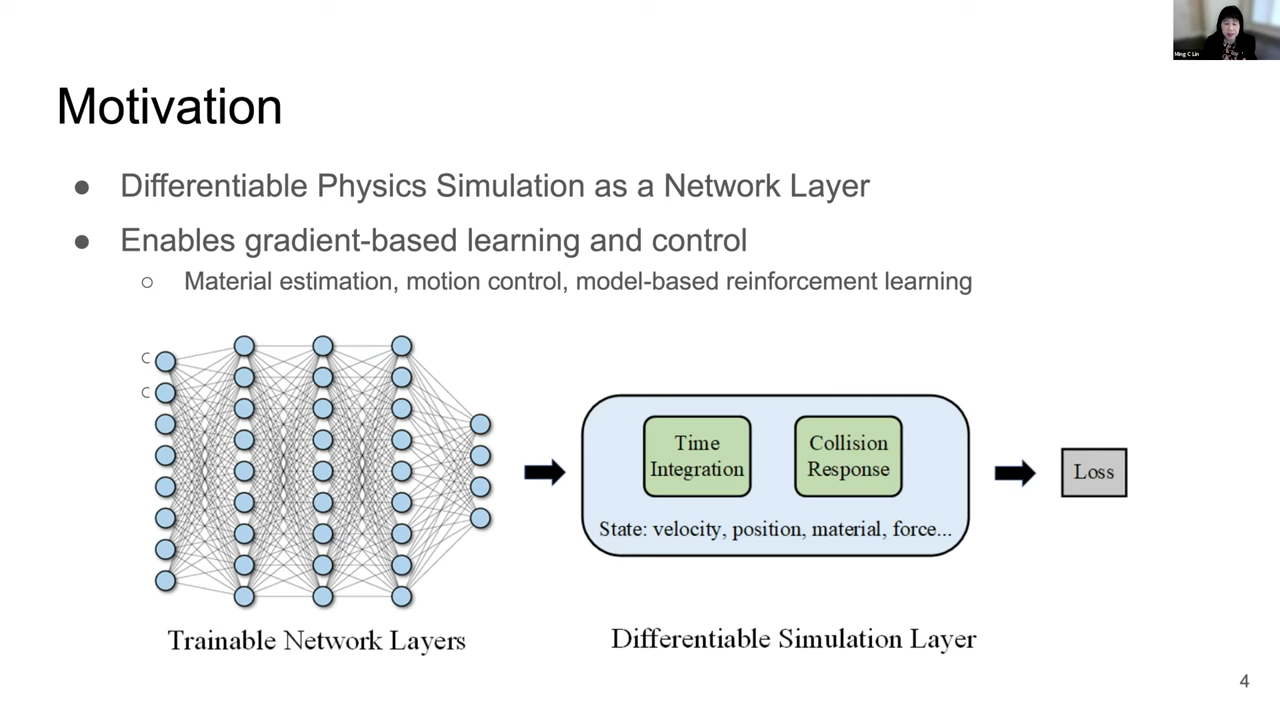 Ming C Lin
Motivation
● Differentiable Physics Simulation as a Network Layer
● Enables gradient-based learning and control
○ Material estimation, motion control, model-based reinforcement learning
Time
Integration
Collision
Response
State: velocity, position, material, force...
Loss
Trainable Network Layers
Differentiable Simulation Layer
4